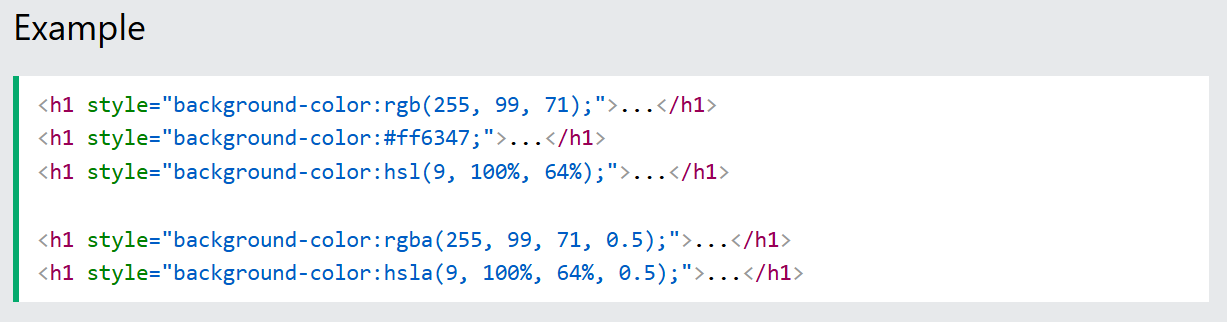 Example
<h1 style="background-color:rgb(255, 99, 71);">...</h1>
<h1 style="background-color:#ff6347;">...</h1>
<h1 style="background-color:hsl(9, 100%, 64%);">...</h1>
<h1 style="background-color:rgba(255, 99, 71, 0.5);">...</h1>
<h1 style="background-color:hsla(9, 100%, 64%, 0.5);">...</h1>